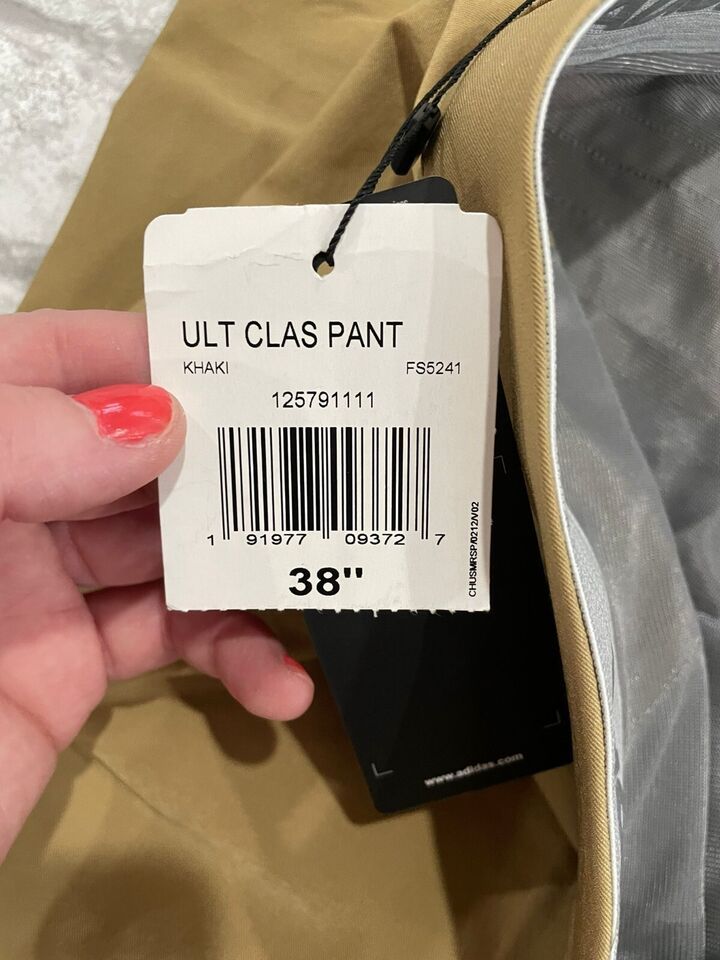 ULT CLAS PANT
KHAKI FS5241
125791111
1 91977 09372 7
38"
CHUSMRSP/0212/V02
www.adidas.com